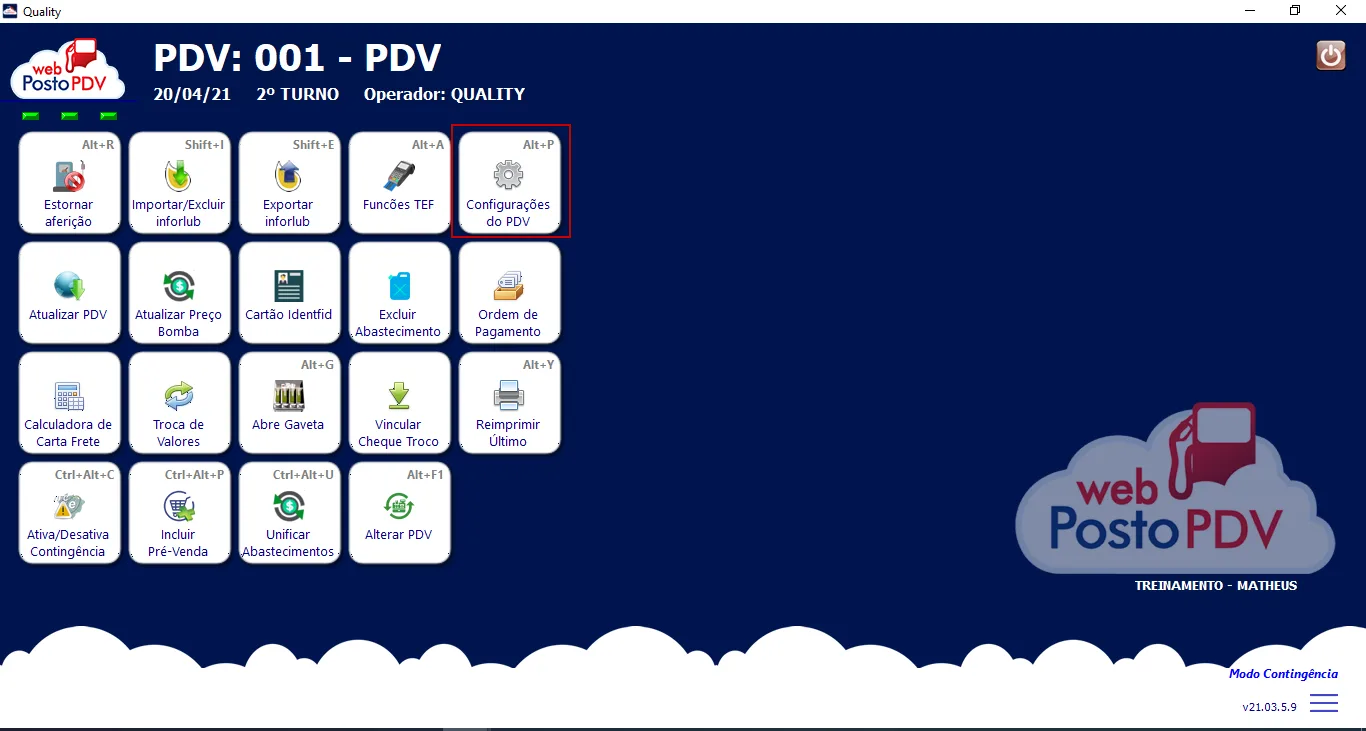 Quality
web
PostoPDV
PDV: 001 - PDV
20/04/21 2º TURNO Operador: QUALITY
Alt+R
Estornar
aferição
Shift+I
Importar/Excluir
inforlub
Shift+E
Exportar
inforlub
Alt+A
Funcões TEF
Alt+P
Configurações
do PDV
Atualizar PDV
Atualizar Preço
Bomba
Cartão Identfid
Excluir
Abastecimento
Ordem de
Pagamento
Calculadora de
Carta Frete
Troca de
Valores
Alt+G
Abre Gaveta
Vincular
Cheque Troco
Alt+Y
Reimprimir
Último
Ctrl+Alt+C
Ativa/Desativa
Contingência
Ctrl+Alt+P
Incluir
Pré-Venda
Ctrl+Alt+U
Unificar
Abastecimentos
Alt+F1
Alterar PDV
web
PostoPDV
TREINAMENTO - MATHEUS
Modo Contingência
v21.03.5.9